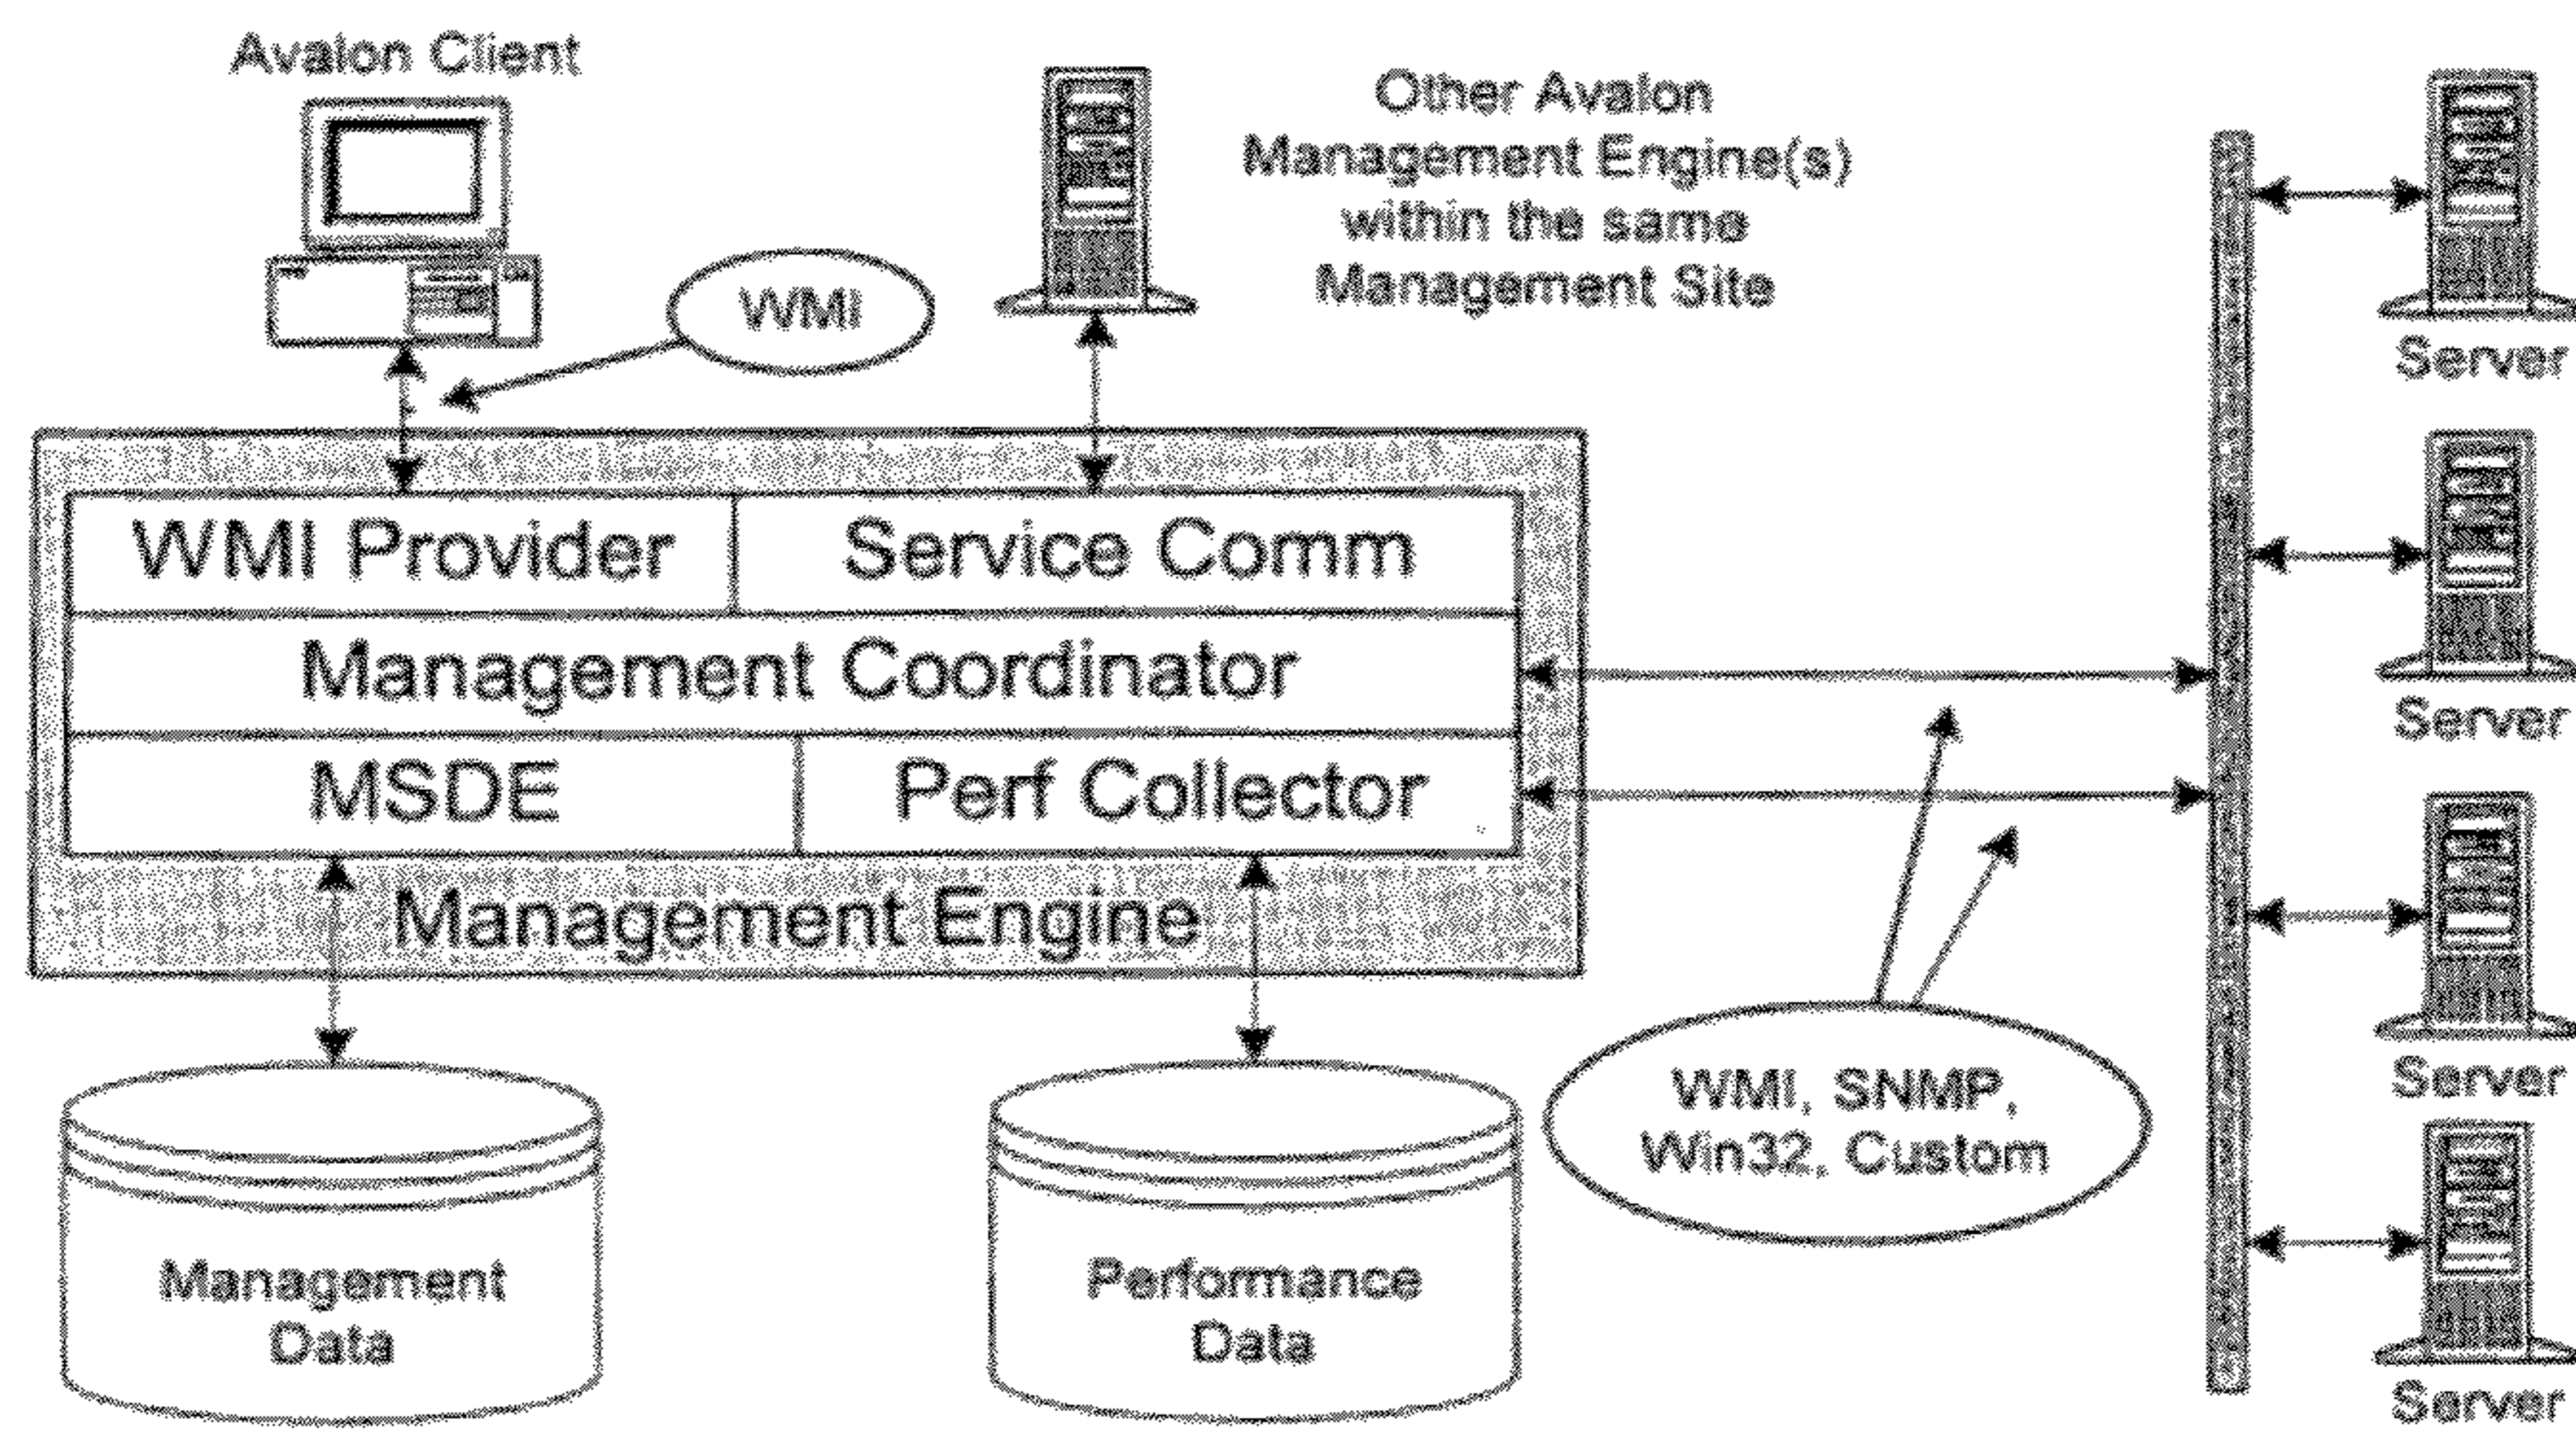 Avalon Client
WMI
Other Avalon
Management Engine(s)
within the same
Management Site
Server
WMI Provider
Service Comm
Management Coordinator
Server
MSDE
Perf Collector
Management Engine
WMI, SNMP,
Win32, Custom
Server
Management
Data
Performance
Data
Server